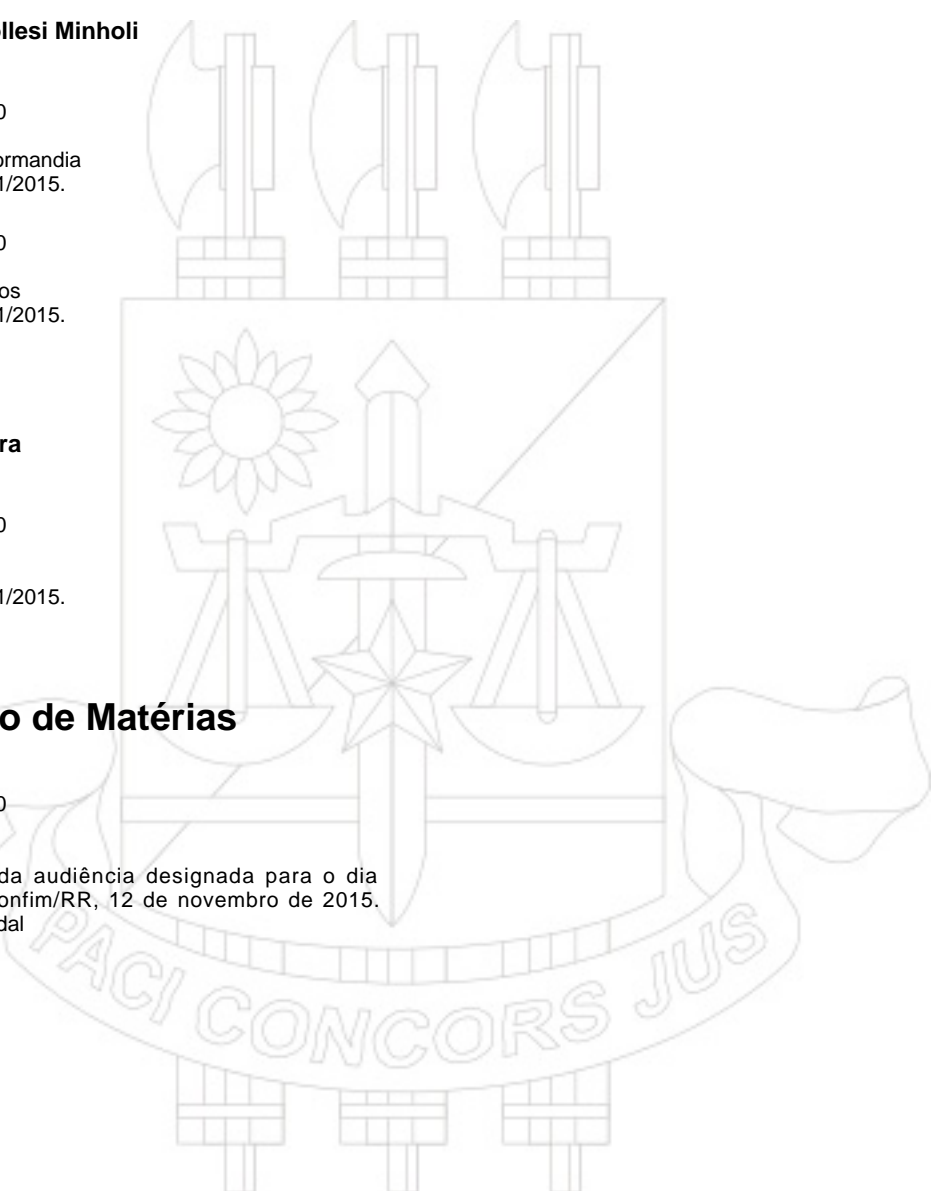 llesi Minholi
0
ormandia
1/2015.
0
os
1/2015.
ra
0
1/2015.
o de Matérias
0
da audiência designada para o dia
onfim/RR, 12 de novembro de 2015.
dal
PACI CONCORS JUS